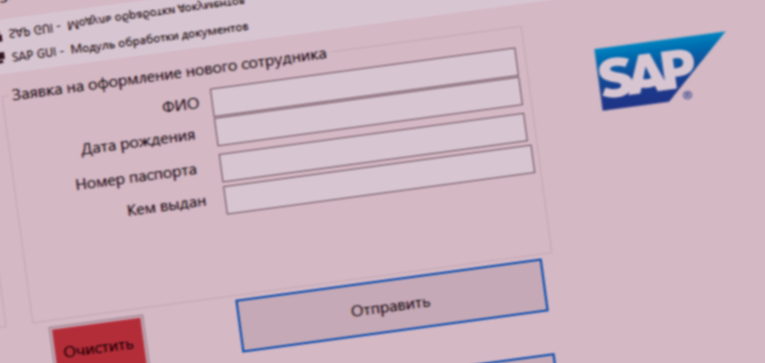 SAP GUI - Модуль обработки документов
SAP GUI - Модуль обработки документов
Заявка на оформление нового сотрудника
SAP
®
ФИО
Дата рождения
Номер паспорта
Кем выдан
Отправить
Очистить